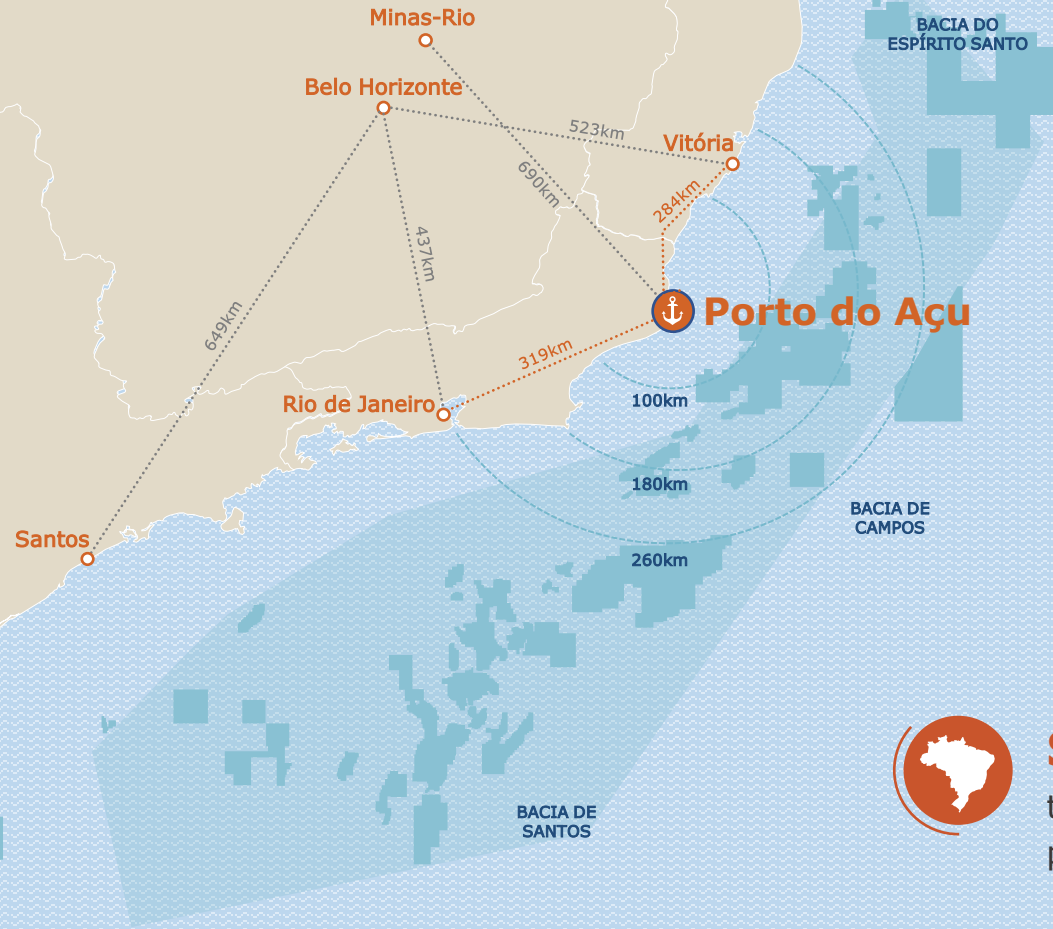 Minas-Rio
BACIA DO
ESPÍRITO SANTO
Belo Horizonte
523km
Vitória
690km
284km
437km
649km
Porto do Açu
319km
100km
Rio de Janeiro
180km
BACIA DE
CAMPOS
Santos
260km
BACIA DE
SANTOS